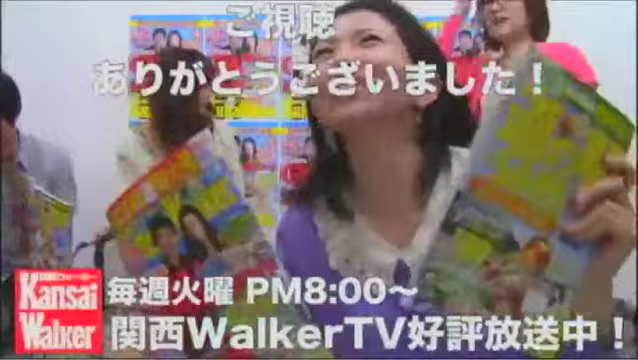 ご視聴
ありがとうございました！
Kansai
Walker
毎週火曜 PM8:00～
関西WalkerTV好評放送中！